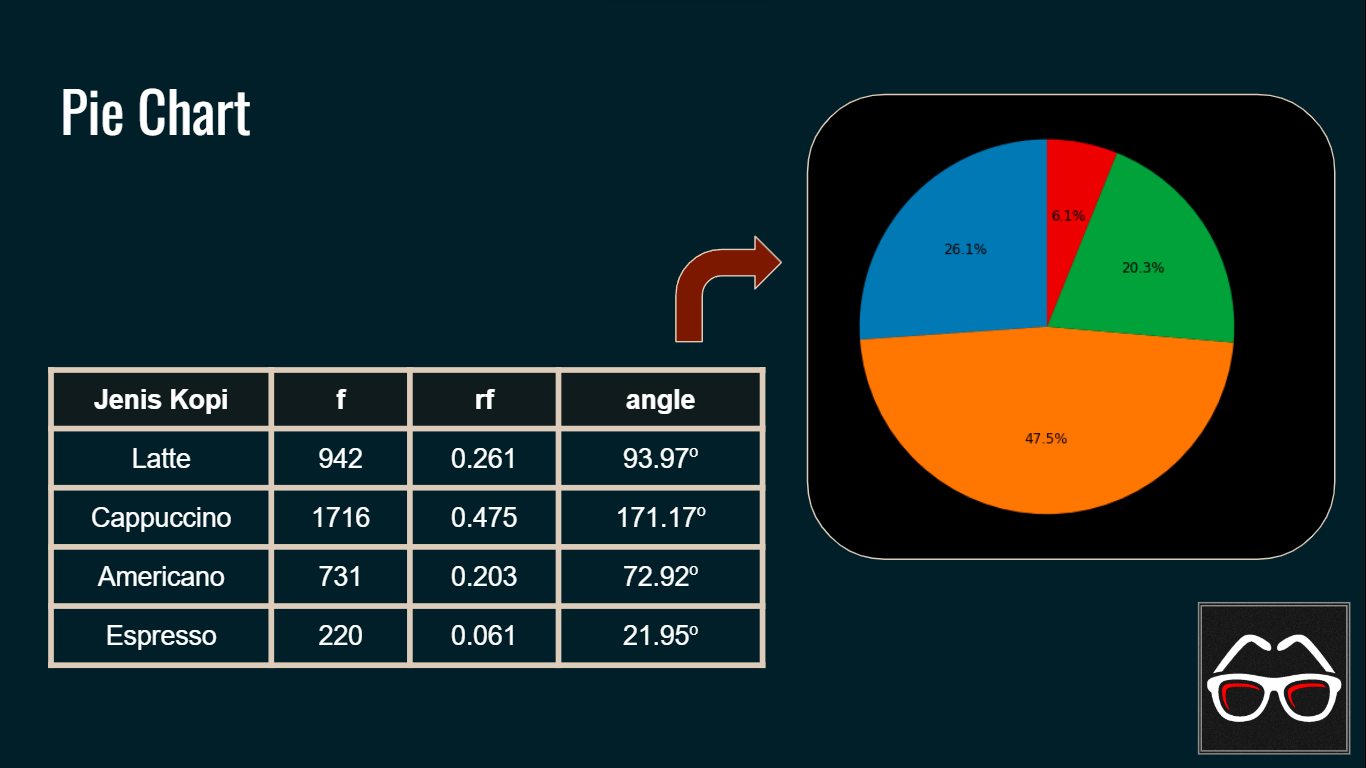 Pie Chart
6.1%
26.1%
20.3%
47.5%
Jenis Kopi f rf angle
Latte 942 0.261 93.97º
Cappuccino 1716 0.475 171.17º
Americano 731 0.203 72.92º
Espresso 220 0.061 21.95º